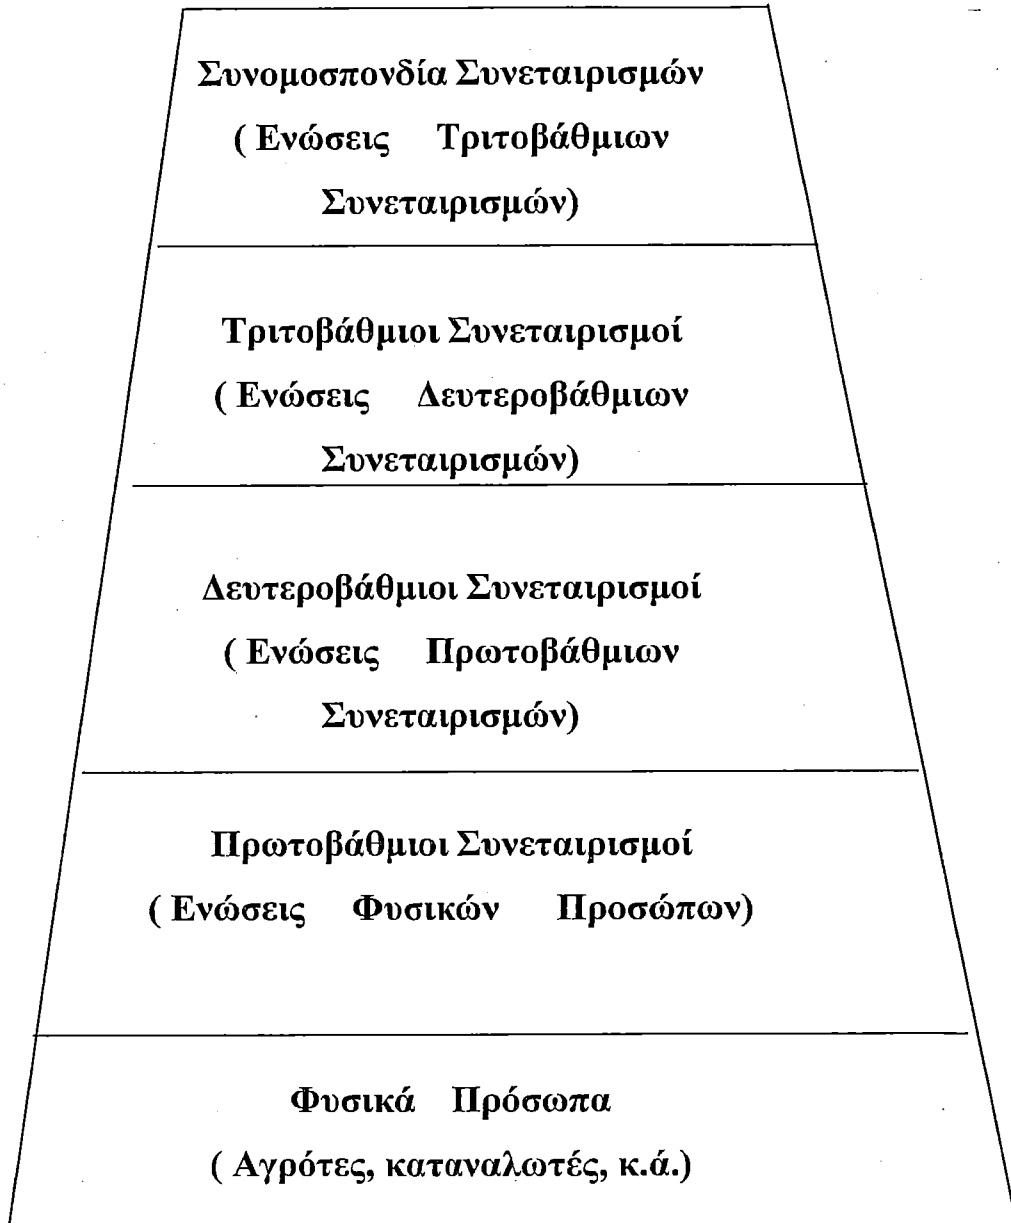 Συνομοσπονδία Συνεταιρισμών
( Ενώσεις Τριτοβάθμιων
Συνεταιρισμών)
Τριτοβάθμιοι Συνεταιρισμοί
( Ενώσεις Δευτεροβάθμιων
Συνεταιρισμών)
Δευτεροβάθμιοι Συνεταιρισμοί
( Ενώσεις Πρωτοβάθμιων
Συνεταιρισμών)
Πρωτοβάθμιοι Συνεταιρισμοί
( Ενώσεις Φυσικών Προσώπων)
Φυσικά Πρόσωπα
( Αγρότες, καταναλωτές, κ.ά.)